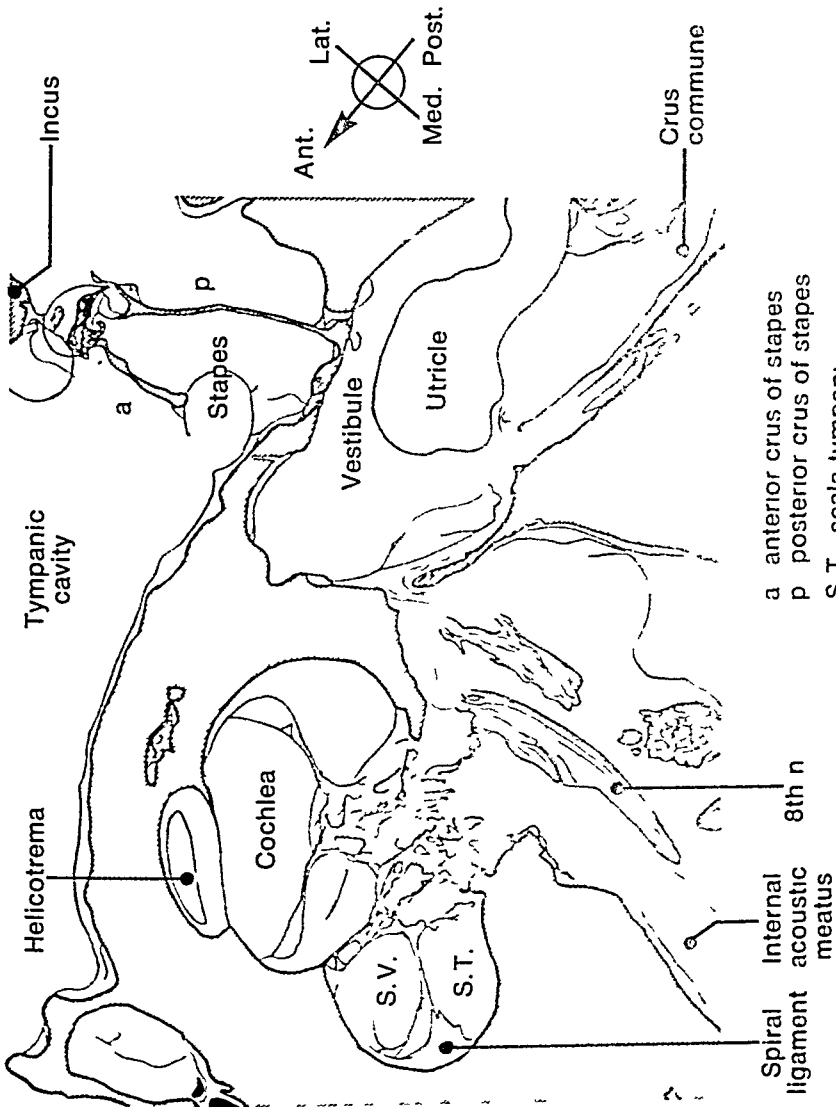 Helicotrema
Tympanic
cavity
Incus
a
p
Stapes
Lat.
Ant.
Post.
Med.
Cochlea
Vestibule
Utricle
S.V.
S.T.
Spiral
ligamont
Internal
acoustic
meatus
8th n
Crus
commune
a anterior crus of stapes
p posterior crus of stapes